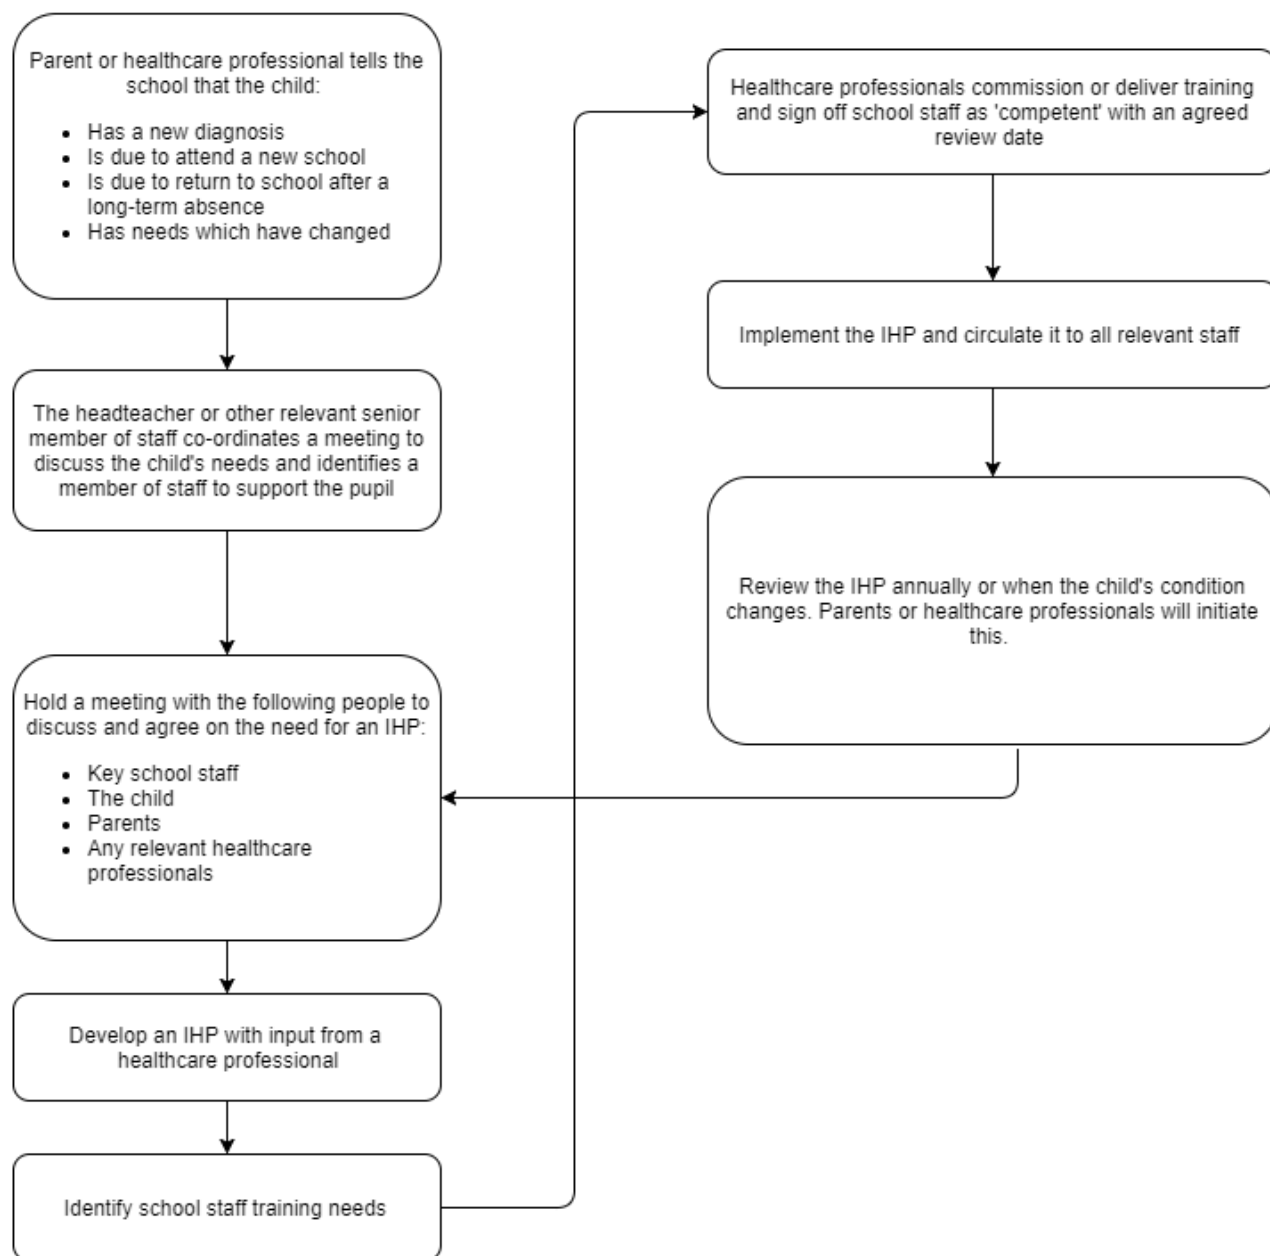 Parent or healthcare professional tells the
school that the child:
• Has a new diagnosis
• Is due to attend a new school
• Is due to return to school after a
long-term absence
• Has needs which have changed
The headteacher or other relevant senior
member of staff co-ordinates a meeting to
discuss the child's needs and identifies a
member of staff to support the pupil
Hold a meeting with the following people to
discuss and agree on the need for an IHP:
• Key school staff
• The child
• Parents
• Any relevant healthcare
professionals
Develop an IHP with input from a
healthcare professional
Identify school staff training needs
Healthcare professionals commission or deliver training
and sign off school staff as 'competent' with an agreed
review date
Implement the IHP and circulate it to all relevant staff
Review the IHP annually or when the child's condition
changes. Parents or healthcare professionals will initiate
this.